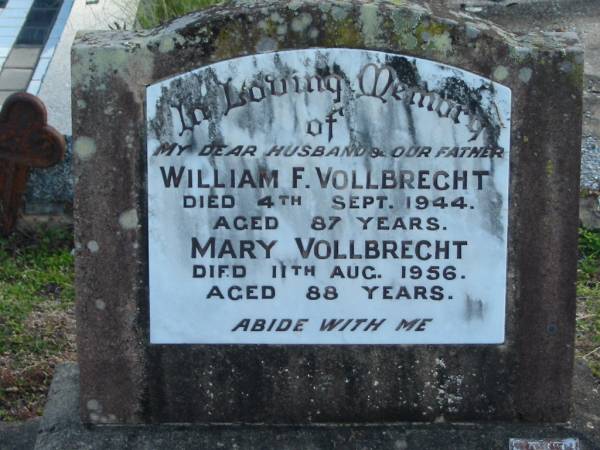 In Loving Memory
of
MY DEAR HUSBAND & OUR FATHER
WILLIAM F. VOLLBRECHT
DIED 4TH SEPT. 1944.
AGED 87 YEARS.
MARY VOLLBRECHT
DIED 11TH AUG. 1956.
AGED 88 YEARS.
ABIDE WITH ME